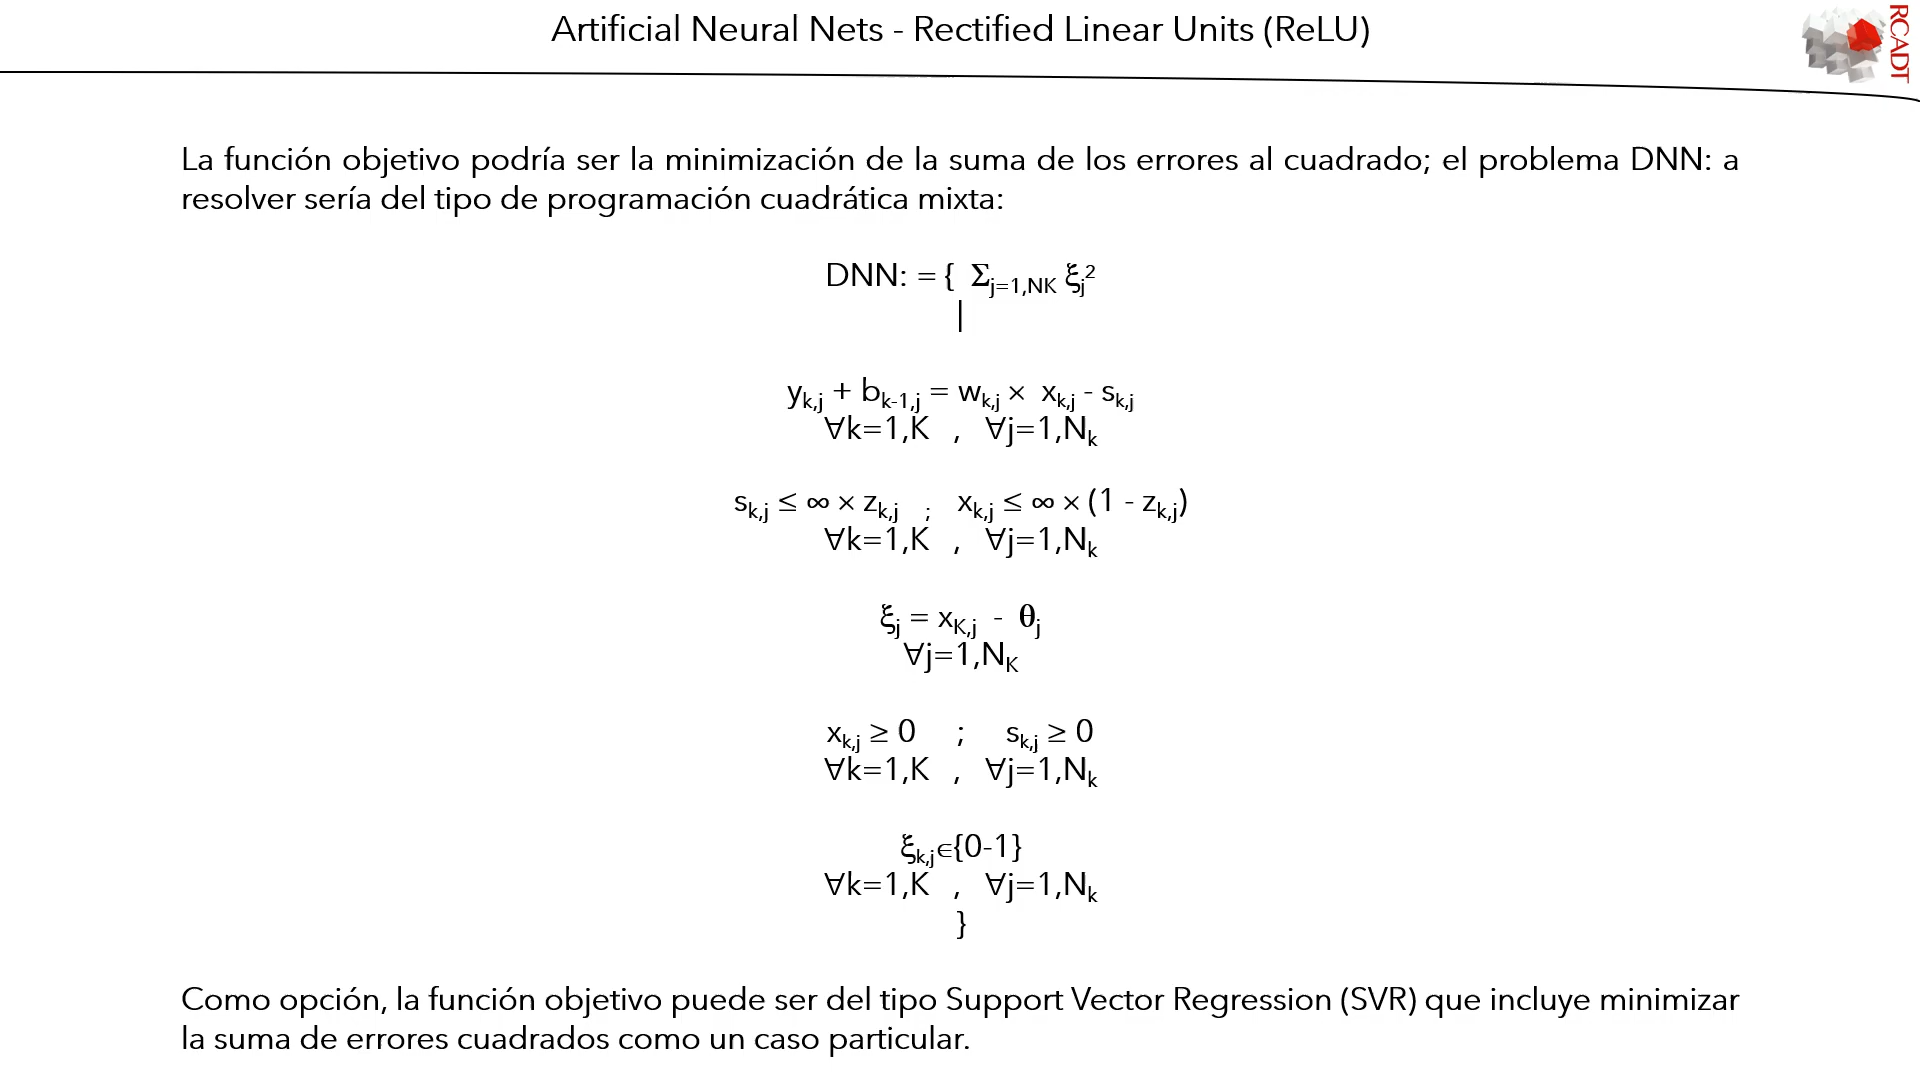 Artificial Neural Nets - Rectified Linear Units (ReLU)
RCADT
La función objetivo podría ser la minimización de la suma de los errores al cuadrado; el problema DNN: a
resolver sería del tipo de programación cuadrática mixta:
DNN: = { Σj=1,NK ξj²
|
yk,j + bk-1,j = wk,j × xk,j - sk,j
∀k=1,K , ∀j=1,Nk
sk,j ≤ ∞ × zk,j ; xk,j ≤ ∞ × (1 - zk,j)
∀k=1,K , ∀j=1,Nk
ξj = xK,j - θj
∀j=1,NK
xk,j ≥ 0 ; sk,j ≥ 0
∀k=1,K , ∀j=1,Nk
ξk,j∈{0-1}
∀k=1,K , ∀j=1,Nk
}
Como opción, la función objetivo puede ser del tipo Support Vector Regression (SVR) que incluye minimizar
la suma de errores cuadrados como un caso particular.